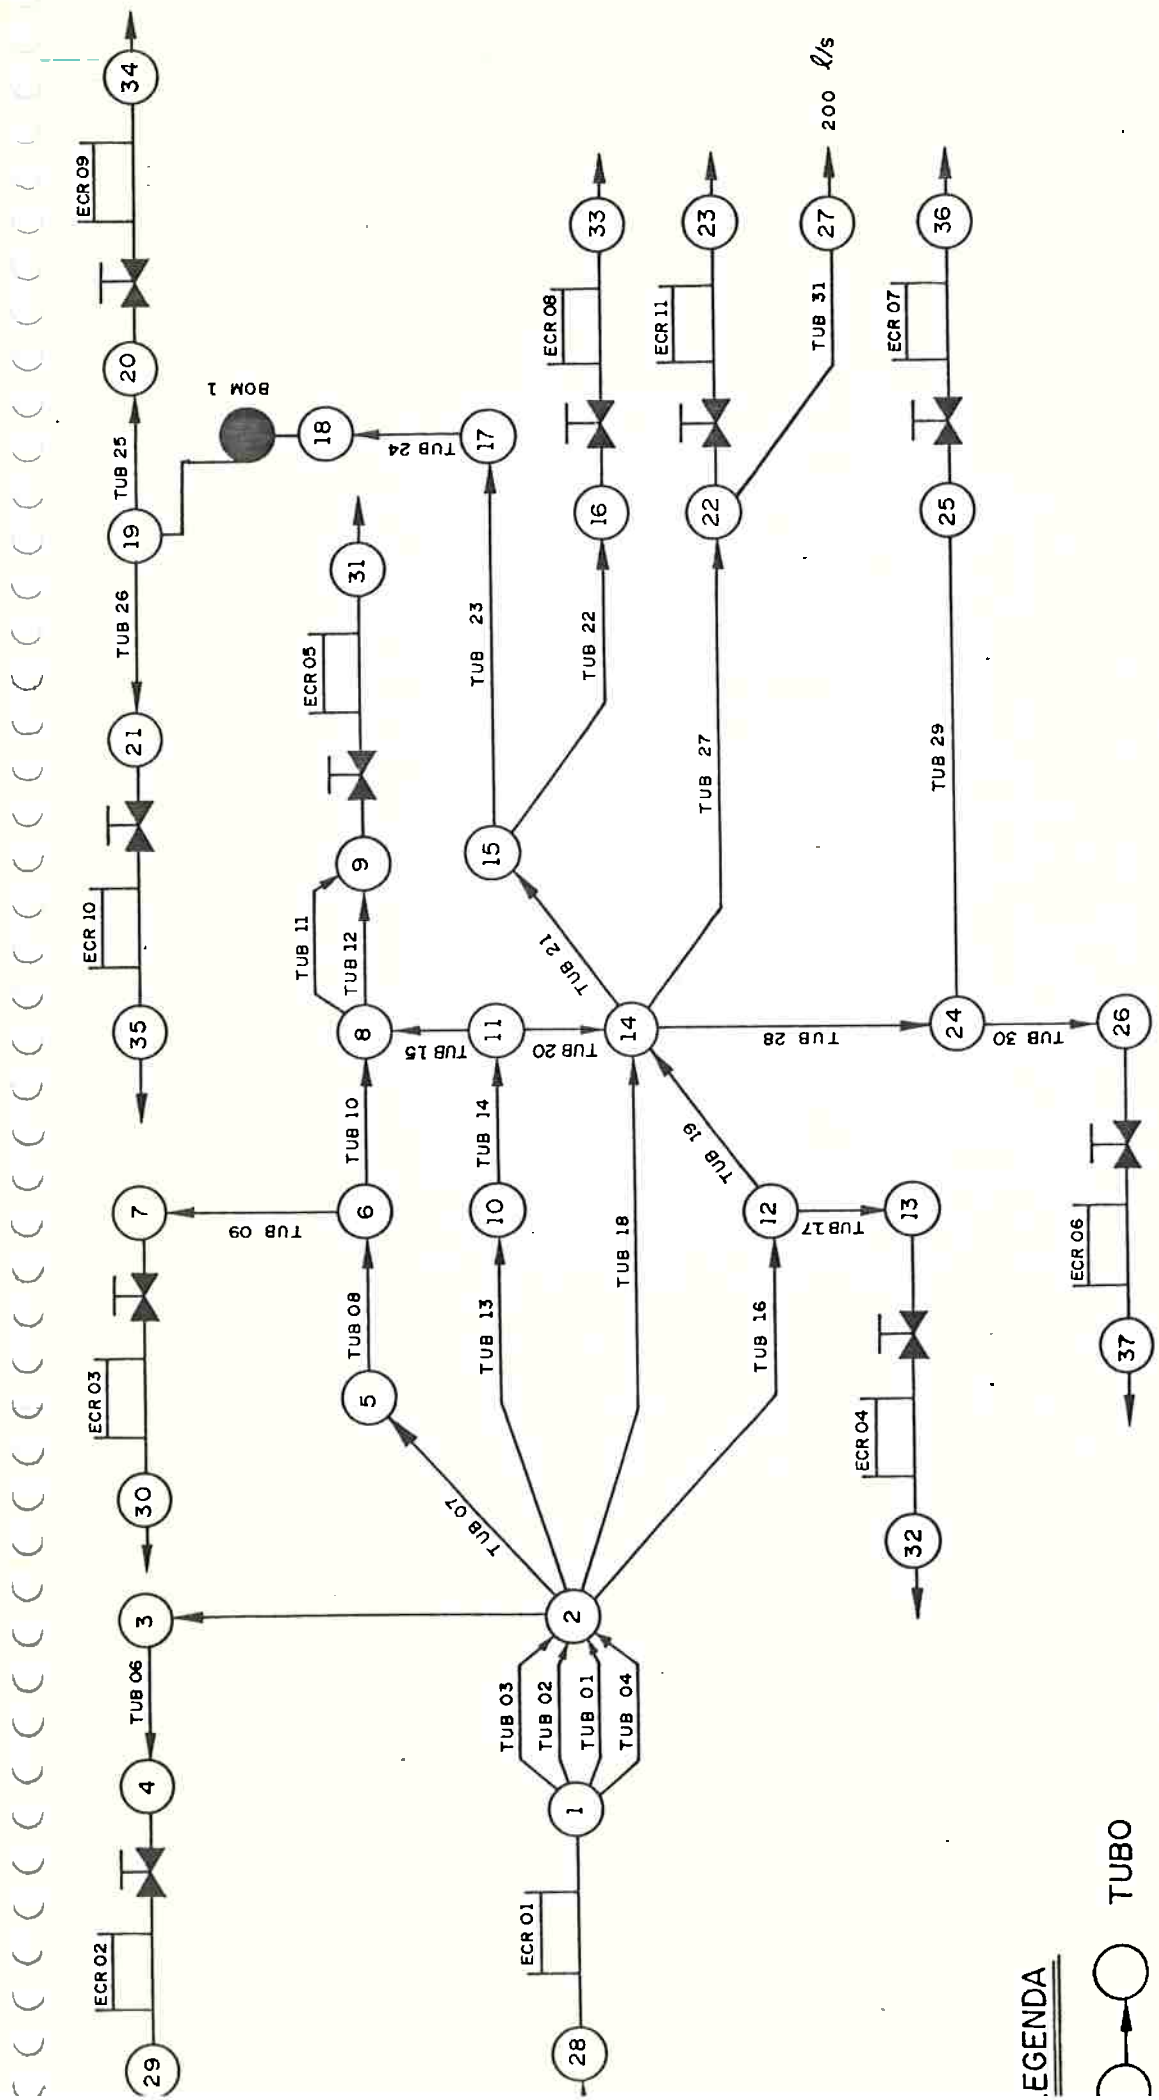 ECR 02
29
4
TUB 06
3
30
ECR 03
7
35
ECR 10
21
TUB 26
19
TUB 25
20
ECR 09
34
BOM 1
18
TUB 24
17
TUB 09
5
TUB 08
6
TUB 10
8
TUB 11
TUB 12
9
ECR 05
31
28
ECR 01
1
TUB 03
TUB 02
TUB 01
TUB 04
2
TUB 07
TUB 13
10
TUB 14
11
TUB 15
TUB 20
TUB 18
14
TUB 21
15
TUB 23
TUB 22
16
ECR 08
33
TUB 27
22
ECR 11
23
TUB 31
27
200 l/s
TUB 16
12
TUB 19
TUB 17
13
32
ECR 04
TUB 28
24
TUB 29
25
ECR 07
36
TUB 30
26
37
ECR 06
EGENDA
TUBO